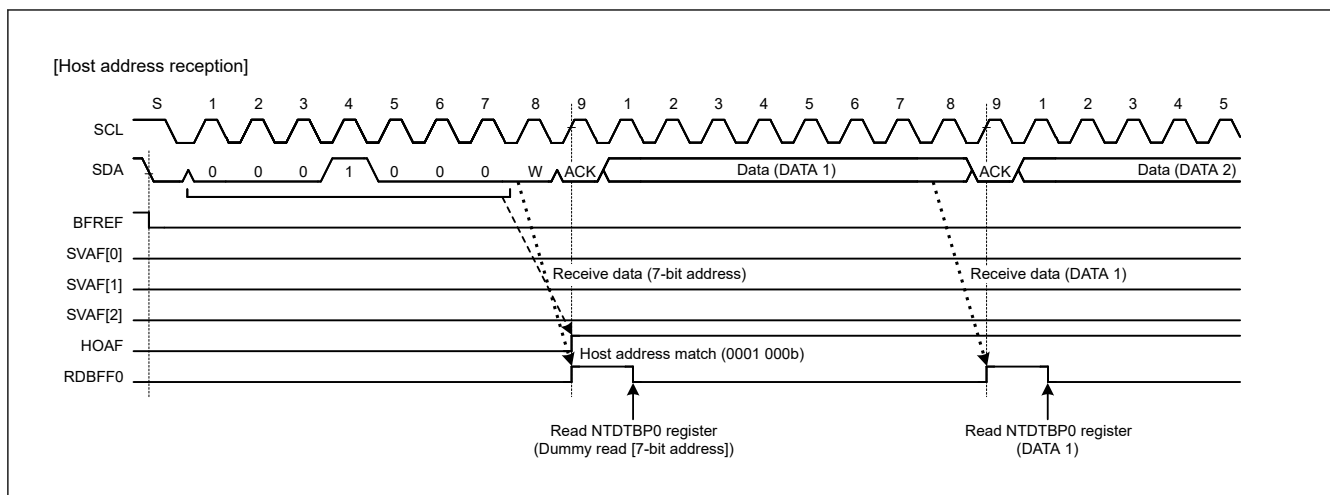 [Host address reception]
S 1 2 3 4 5 6 7 8 9 1 2 3 4 5 6 7 8 9 1 2 3 4 5
SCL
SDA 0 0 0 1 0 0 0 W ACK Data (DATA 1) ACK Data (DATA 2)
BFREF
SVAF[0]
Receive data (7-bit address) Receive data (DATA 1)
SVAF[1]
SVAF[2]
HOAF
Host address match (0001 000b)
RDBFF0
Read NTDTBP0 register
(Dummy read [7-bit address])
Read NTDTBP0 register
(DATA 1)